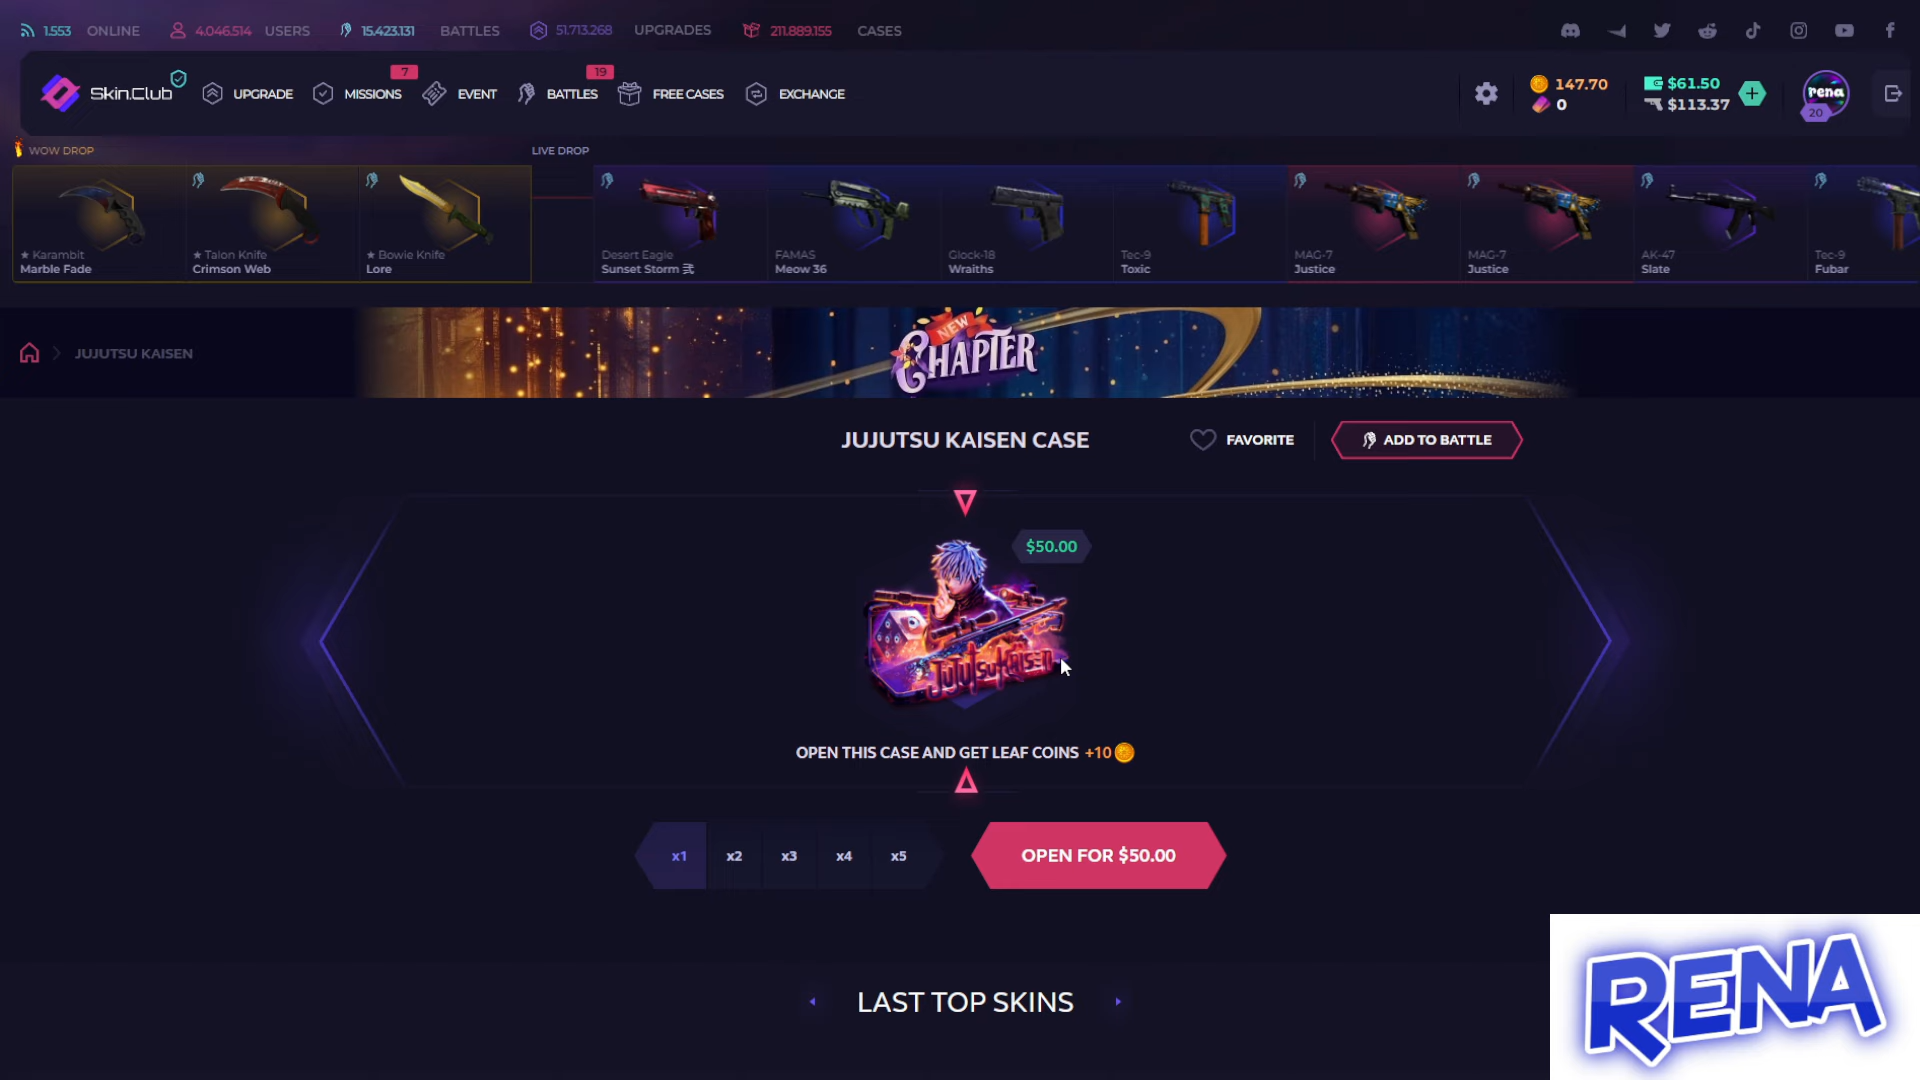 1.553 ONLINE 4.046.514 USERS 15.423.131 BATTLES 51.713.268 UPGRADES 211.889.155 CASES
Skin.Club UPGRADE 7 MISSIONS EVENT 19 BATTLES FREE CASES EXCHANGE
147.70 $61.50
0 $113.37
rena
20
WOW DROP LIVE DROP
★ Karambit ★ Talon Knife ★ Bowie Knife Desert Eagle FAMAS Glock-18 Tec-9 MAG-7 MAG-7 AK-47 Tec-9
Marble Fade Crimson Web Lore Sunset Storm 弐 Meow 36 Wraiths Toxic Justice Justice Slate Fubar
NEW
CHAPTER
JUJUTSU KAISEN
JUJUTSU KAISEN CASE FAVORITE ADD TO BATTLE
$50.00
JUJUTSU KAISEN
OPEN THIS CASE AND GET LEAF COINS +10
x1 x2 x3 x4 x5 OPEN FOR $50.00
LAST TOP SKINS
RENA